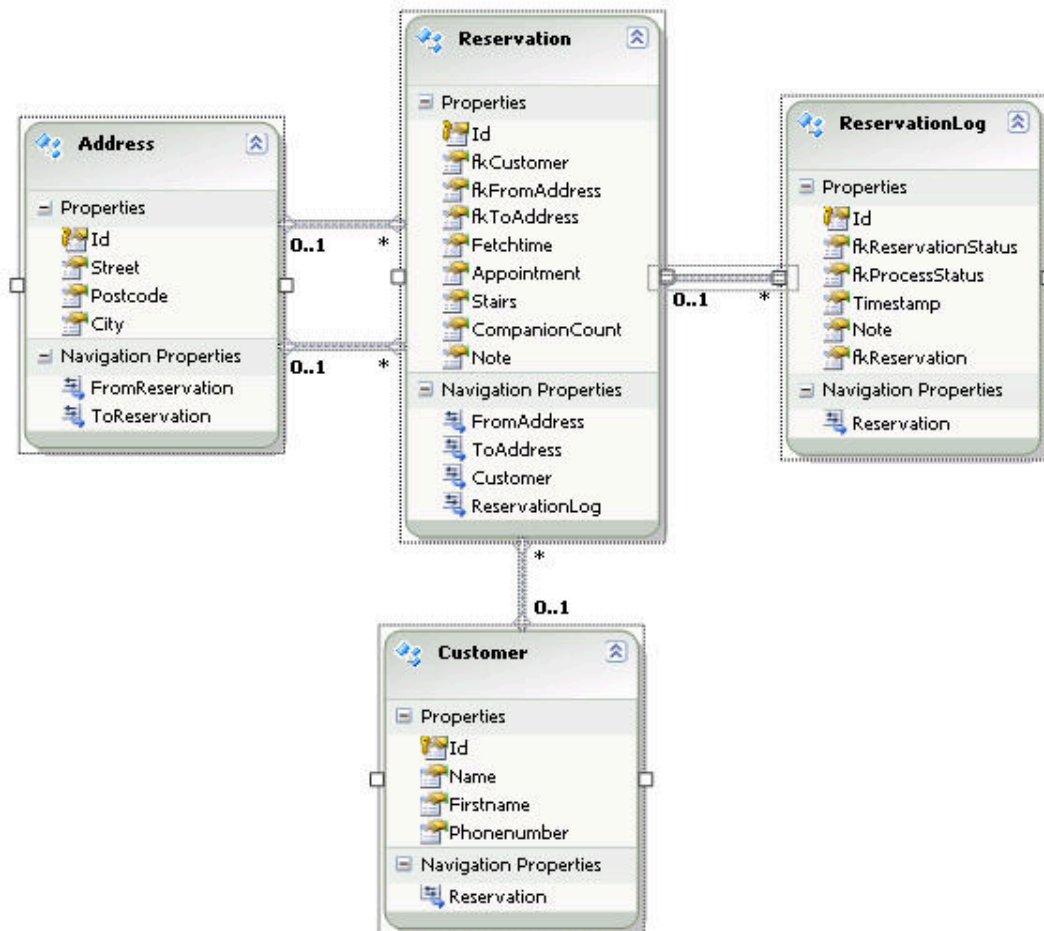 Address
Properties
Id
Street
Postcode
City
Navigation Properties
FromReservation
ToReservation
0..1
*
0..1
*
Reservation
Properties
Id
fkCustomer
fkFromAddress
fkToAddress
Fetchtime
Appointment
Stairs
CompanionCount
Note
Navigation Properties
FromAddress
ToAddress
Customer
ReservationLog
0..1
*
ReservationLog
Properties
Id
fkReservationStatus
fkProcessStatus
Timestamp
Note
fkReservation
Navigation Properties
Reservation
*
0..1
Customer
Properties
Id
Name
Firstname
Phonenumber
Navigation Properties
Reservation